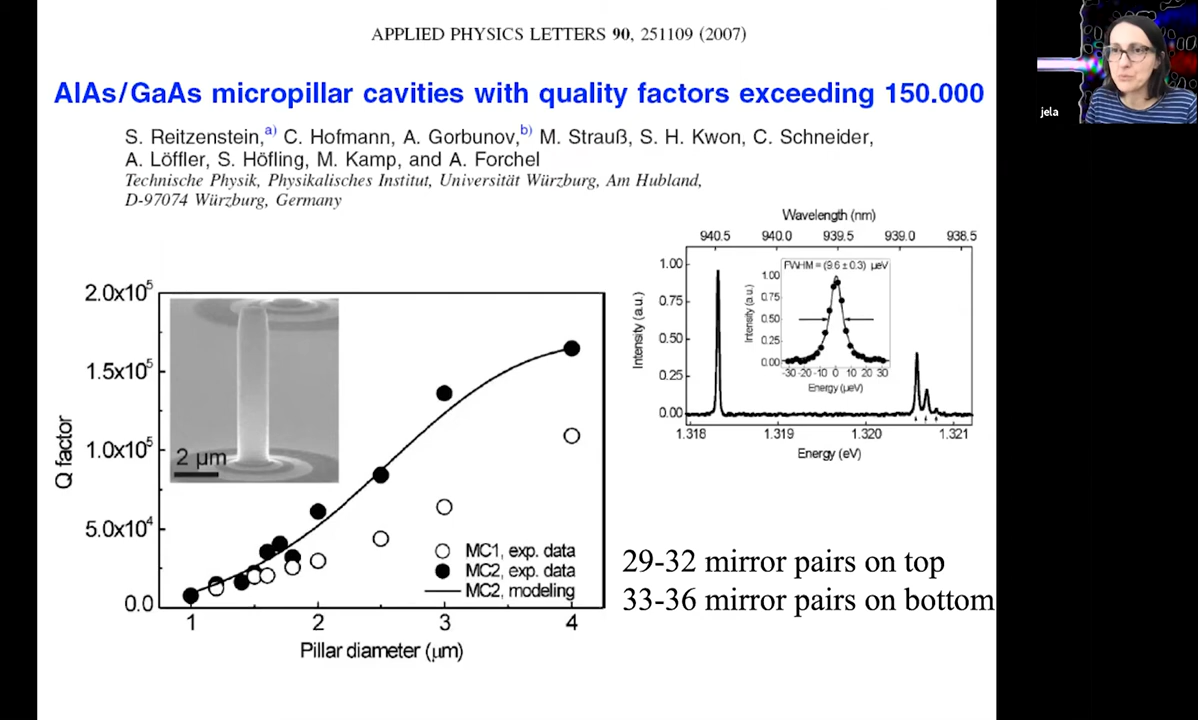 APPLIED PHYSICS LETTERS 90, 251109 (2007)
AlAs/GaAs micropillar cavities with quality factors exceeding 150.000
S. Reitzenstein,a) C. Hofmann, A. Gorbunov,b) M. Strauß, S. H. Kwon, C. Schneider,
A. Löffler, S. Höfling, M. Kamp, and A. Forchel
Technische Physik, Physikalisches Institut, Universität Würzburg, Am Hubland,
D-97074 Würzburg, Germany
jela
Q factor
2.0x10⁵
1.5x10⁵
1.0x10⁵
5.0x10⁴
0.0
2 µm
MC1, exp. data
MC2, exp. data
MC2, modeling
1 2 3 4
Pillar diameter (µm)
Wavelength (nm)
940.5 940.0 939.5 939.0 938.5
Intensity (a.u.)
1.00
0.75
0.50
0.25
0.00
FWHM = (9.6 ± 0.3) µeV
Intensity (a.u.)
1.00
0.75
0.50
0.25
0.00
-30 -20 -10 0 10 20 30
Energy (µeV)
1.318 1.319 1.320 1.321
Energy (eV)
29-32 mirror pairs on top
33-36 mirror pairs on bottom